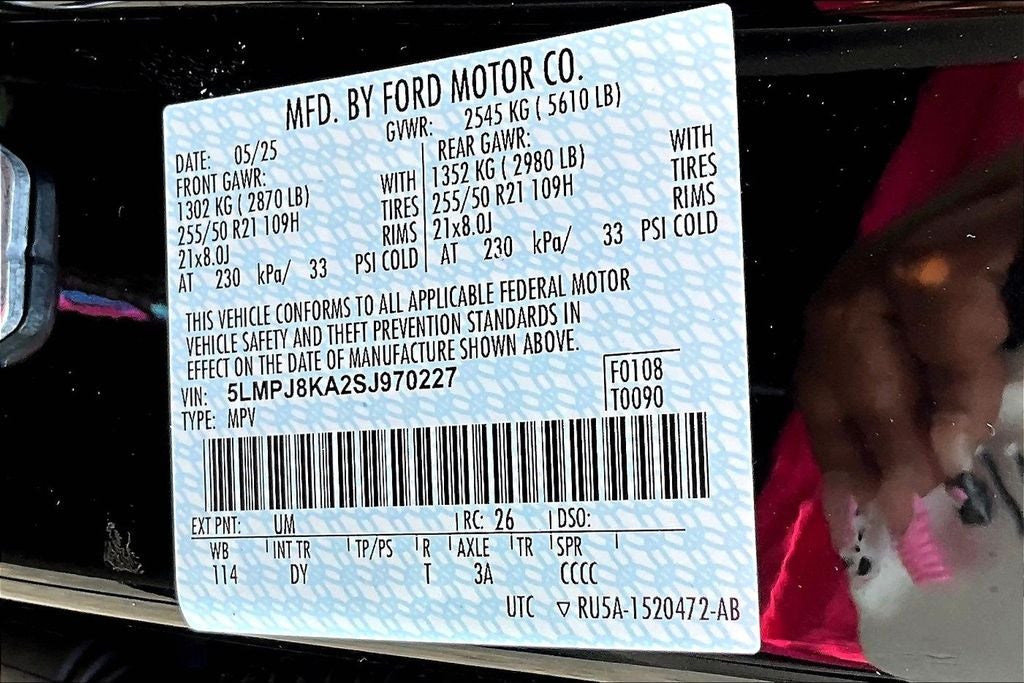 MFD. BY FORD MOTOR CO.
DATE: 05/25 GVWR: 2545 KG ( 5610 LB)
FRONT GAWR: REAR GAWR:
1302 KG ( 2870 LB) WITH 1352 KG ( 2980 LB) WITH
255/50 R21 109H TIRES 255/50 R21 109H TIRES
21x8.0J RIMS 21x8.0J RIMS
AT 230 kPa/ 33 PSI COLD AT 230 kPa/ 33 PSI COLD
THIS VEHICLE CONFORMS TO ALL APPLICABLE FEDERAL MOTOR
VEHICLE SAFETY AND THEFT PREVENTION STANDARDS IN
EFFECT ON THE DATE OF MANUFACTURE SHOWN ABOVE.
VIN: 5LMPJ8KA2SJ970227 F0108
TYPE: MPV T0090
EXT PNT: UM RC: 26 DSO:
WB INT TR TP/PS R AXLE TR SPR
114 DY T 3A CCCC
UTC ▽ RU5A-1520472-AB